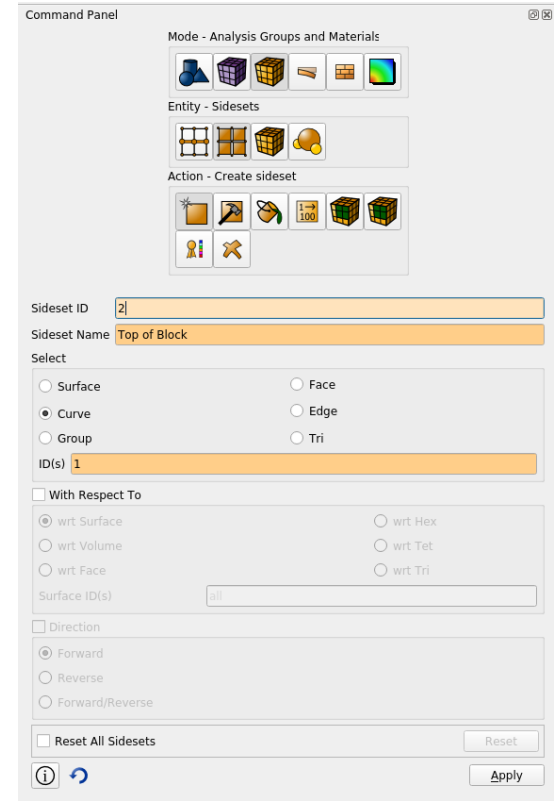 Command Panel
Mode - Analysis Groups and Materials
Entity - Sidesets
Action - Create sideset
1→
100
Sideset ID 2
Sideset Name Top of Block
Select
Surface Face
Curve Edge
Group Tri
ID(s) 1
With Respect To
wrt Surface wrt Hex
wrt Volume wrt Tet
wrt Face wrt Tri
Surface ID(s) all
Direction
Forward
Reverse
Forward/Reverse
Reset All Sidesets Reset
i Apply